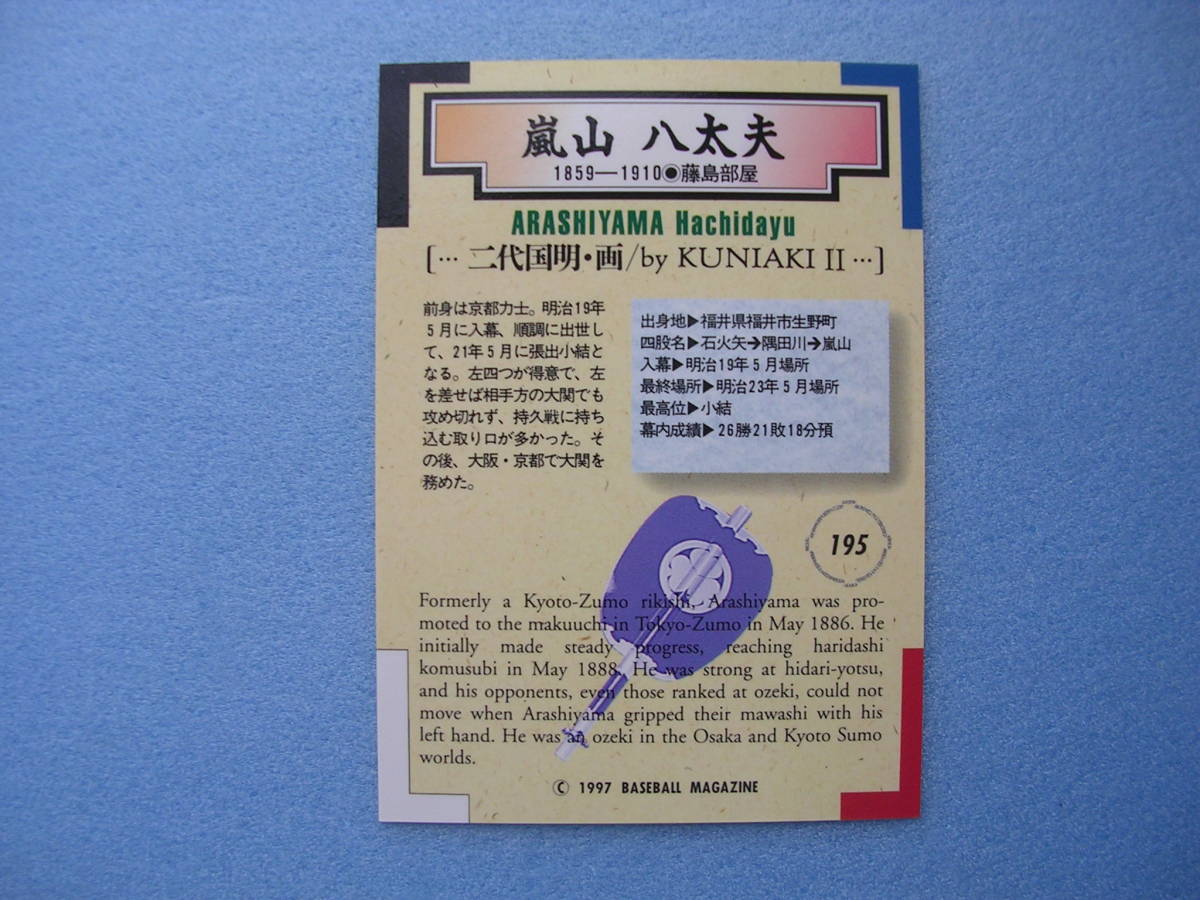 嵐山 八太夫
1859—1910◉藤島部屋
ARASHIYAMA Hachidayu
[… 二代国明・画/by KUNIAKI II …]
前身は京都力士。明治19年
5月に入幕、順調に出世し
て、21年5月に張出小結と
なる。左四つが得意で、左
を差せば相手方の大関でも
攻め切れず、持久戦に持ち
込む取り口が多かった。そ
の後、大阪・京都で大関を
務めた。
出身地▶福井県福井市生野町
四股名▶石火矢➔隅田川➔嵐山
入幕▶明治19年5月場所
最終場所▶明治23年5月場所
最高位▶小結
幕内成績▶26勝21敗18分預
195
Formerly a Kyoto-Zumo rikishi, Arashiyama was pro-
moted to the makuuchi in Tokyo-Zumo in May 1886. He
initially made steady progress, reaching haridashi
komusubi in May 1888. He was strong at hidari-yotsu,
and his opponents, even those ranked at ozeki, could not
move when Arashiyama gripped their mawashi with his
left hand. He was an ozeki in the Osaka and Kyoto Sumo
worlds.
© 1997 BASEBALL MAGAZINE